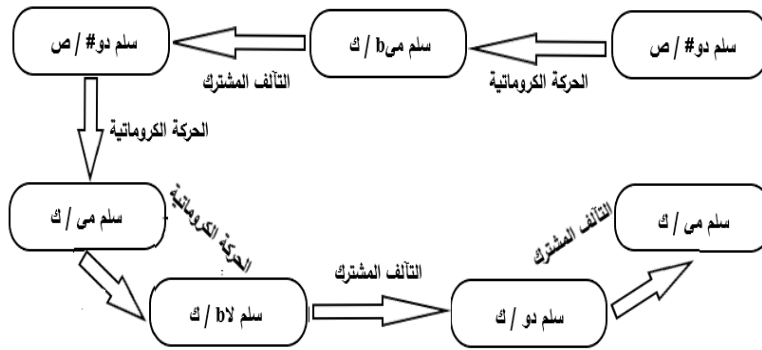 سلم دو# / ص
الحركة الكروماتية
سلم مىb / ك
التآلف المشترك
سلم دو# / ص
الحركة الكروماتية
سلم مى / ك
الحركة الكروماتية
سلم لاb / ك
التآلف المشترك
سلم دو / ك
التآلف المشترك
سلم مى / ك